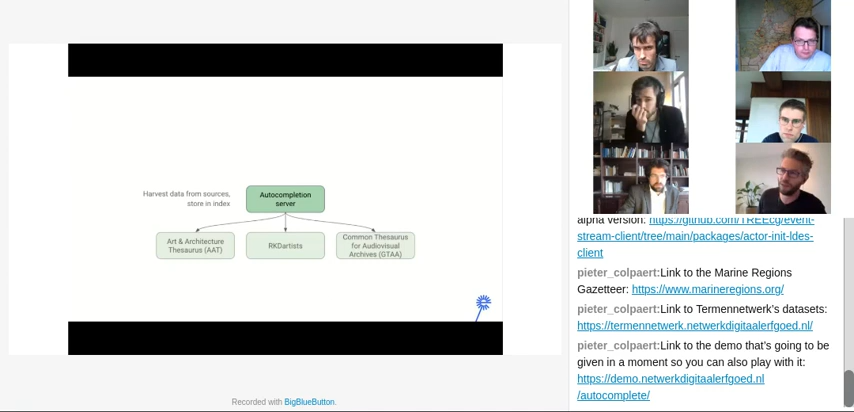 Harvest data from sources,
store in index
Autocompletion
server
Art & Architecture
Thesaurus (AAT)
RKDartists
Common Thesaurus
for Audiovisual
Archives (GTAA)
Recorded with BigBlueButton.
alpha version: https://github.com/TREEcg/event-
stream-client/tree/main/packages/actor-init-ldes-
client
pieter_colpaert:Link to the Marine Regions
Gazetteer: https://www.marineregions.org/
pieter_colpaert:Link to Termennetwerk's datasets:
https://termennetwerk.netwerkdigitaalerfgoed.nl/
pieter_colpaert:Link to the demo that's going to be
given in a moment so you can also play with it:
https://demo.netwerkdigitaalerfgoed.nl
/autocomplete/